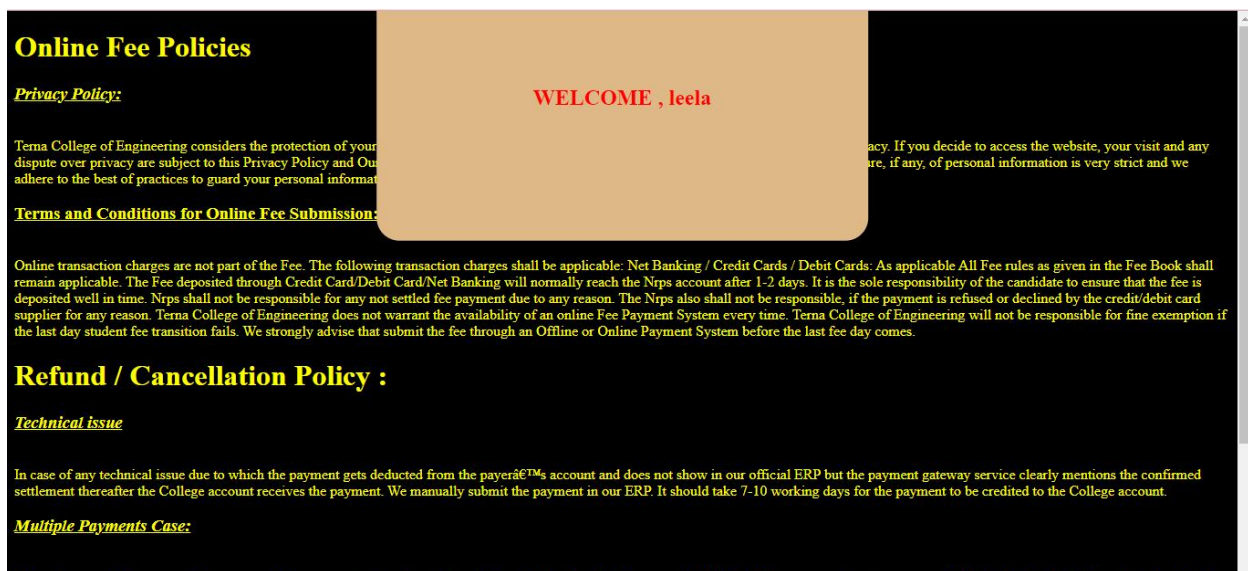 Online Fee Policies
Privacy Policy:
WELCOME , leela
Terna College of Engineering considers the protection of your
acy. If you decide to access the website, your visit and any
dispute over privacy are subject to this Privacy Policy and Ou
re, if any, of personal information is very strict and we
adhere to the best of practices to guard your personal informat
Terms and Conditions for Online Fee Submission:
Online transaction charges are not part of the Fee. The following transaction charges shall be applicable: Net Banking / Credit Cards / Debit Cards: As applicable All Fee rules as given in the Fee Book shall
remain applicable. The Fee deposited through Credit Card/Debit Card/Net Banking will normally reach the Nrps account after 1-2 days. It is the sole responsibility of the candidate to ensure that the fee is
deposited well in time. Nrps shall not be responsible for any not settled fee payment due to any reason. The Nrps also shall not be responsible, if the payment is refused or declined by the credit/debit card
supplier for any reason. Terna College of Engineering does not warrant the availability of an online Fee Payment System every time. Terna College of Engineering will not be responsible for fine exemption if
the last day student fee transition fails. We strongly advise that submit the fee through an Offline or Online Payment System before the last fee day comes.
Refund / Cancellation Policy :
Technical issue
In case of any technical issue due to which the payment gets deducted from the payerâ€™s account and does not show in our official ERP but the payment gateway service clearly mentions the confirmed
settlement thereafter the College account receives the payment. We manually submit the payment in our ERP. It should take 7-10 working days for the payment to be credited to the College account.
Multiple Payments Case: